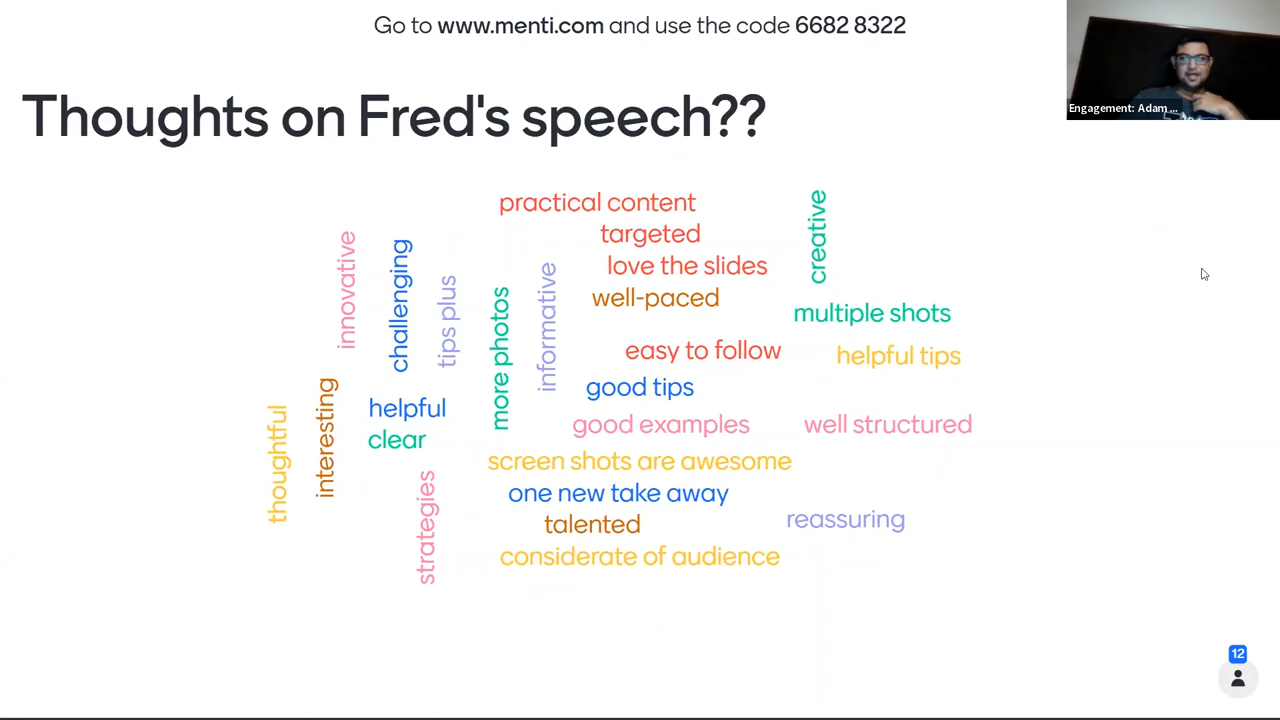 Go to www.menti.com and use the code 6682 8322
Engagement: Adam ...
Thoughts on Fred's speech??
practical content
targeted
love the slides
well-paced
creative
innovative
challenging
tips plus
more photos
informative
multiple shots
easy to follow
helpful tips
good tips
helpful
clear
good examples
well structured
thoughtful
interesting
screen shots are awesome
one new take away
strategies
talented
reassuring
considerate of audience
12